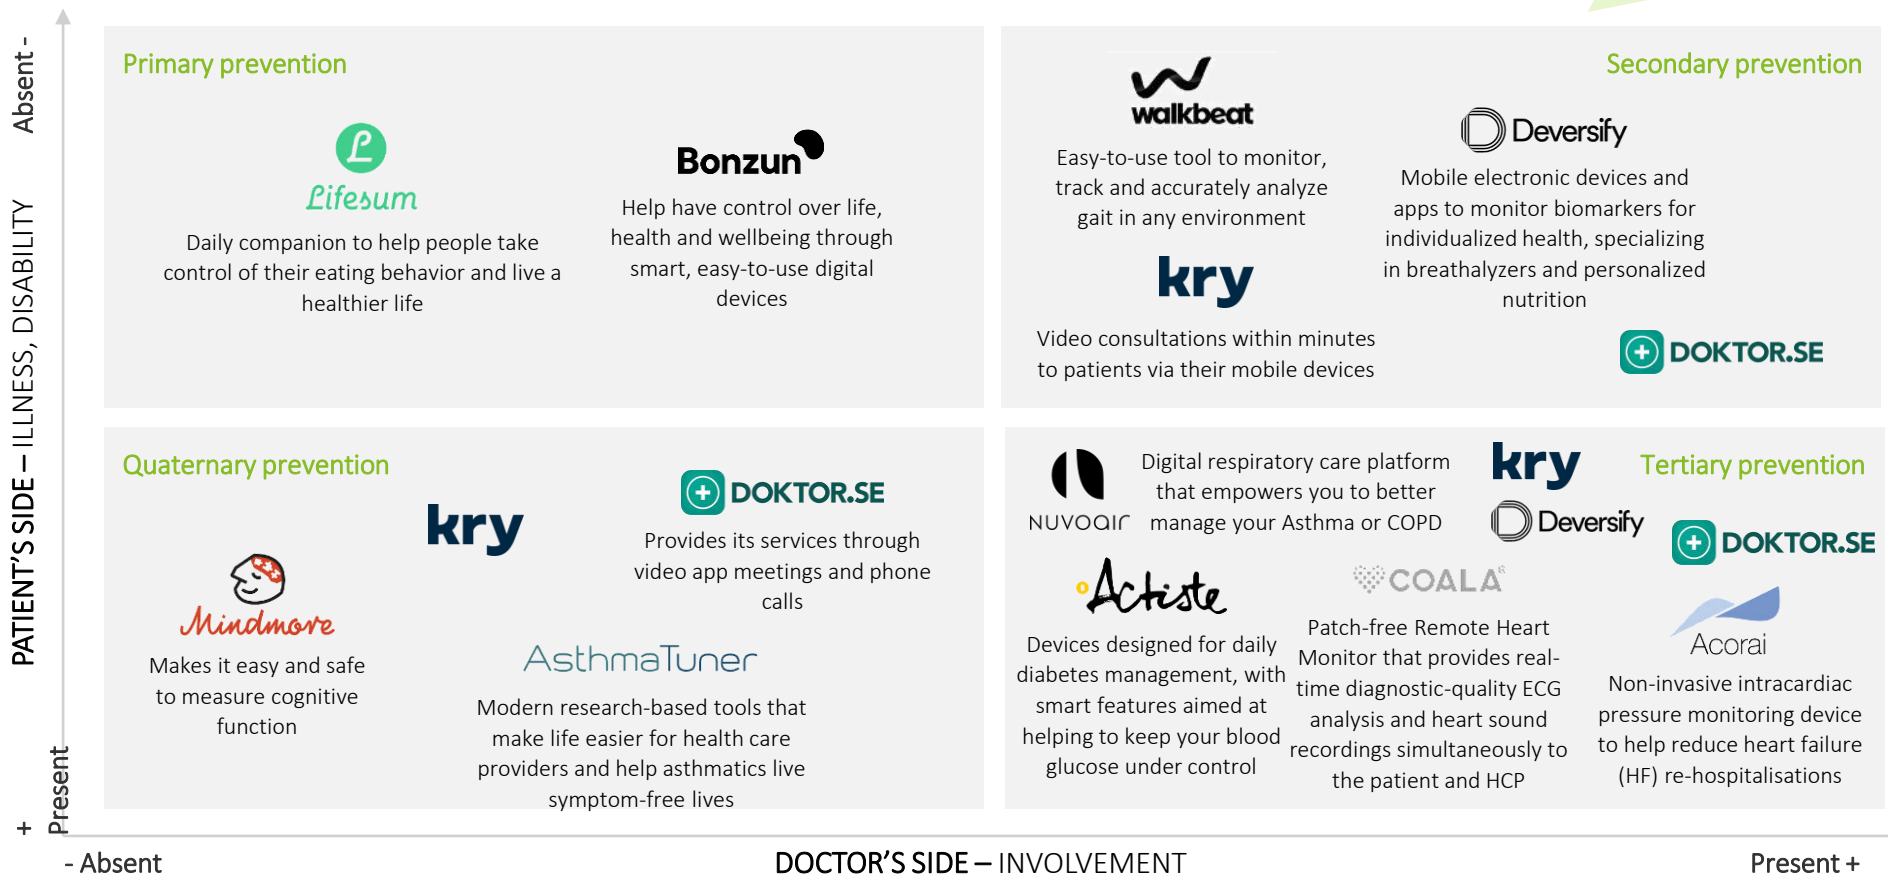 Absent -
PATIENT'S SIDE – ILLNESS, DISABILITY
+ Present
Primary prevention
Lifesum
Daily companion to help people take
control of their eating behavior and live a
healthier life
Bonzun
Help have control over life,
health and wellbeing through
smart, easy-to-use digital
devices
Secondary prevention
walkbeat
Easy-to-use tool to monitor,
track and accurately analyze
gait in any environment
Deversify
Mobile electronic devices and
apps to monitor biomarkers for
individualized health, specializing
in breathalyzers and personalized
nutrition
kry
Video consultations within minutes
to patients via their mobile devices
DOKTOR.SE
Quaternary prevention
kry
DOKTOR.SE
Provides its services through
video app meetings and phone
calls
Mindmore
Makes it easy and safe
to measure cognitive
function
AsthmaTuner
Modern research-based tools that
make life easier for health care
providers and help asthmatics live
symptom-free lives
Tertiary prevention
NUVOAIR
Digital respiratory care platform
that empowers you to better
manage your Asthma or COPD
kry
Deversify
DOKTOR.SE
Actiste
Devices designed for daily
diabetes management, with
smart features aimed at
helping to keep your blood
glucose under control
COALA®
Patch-free Remote Heart
Monitor that provides real-
time diagnostic-quality ECG
analysis and heart sound
recordings simultaneously to
the patient and HCP
Acorai
Non-invasive intracardiac
pressure monitoring device
to help reduce heart failure
(HF) re-hospitalisations
- Absent
DOCTOR'S SIDE – INVOLVEMENT
Present +